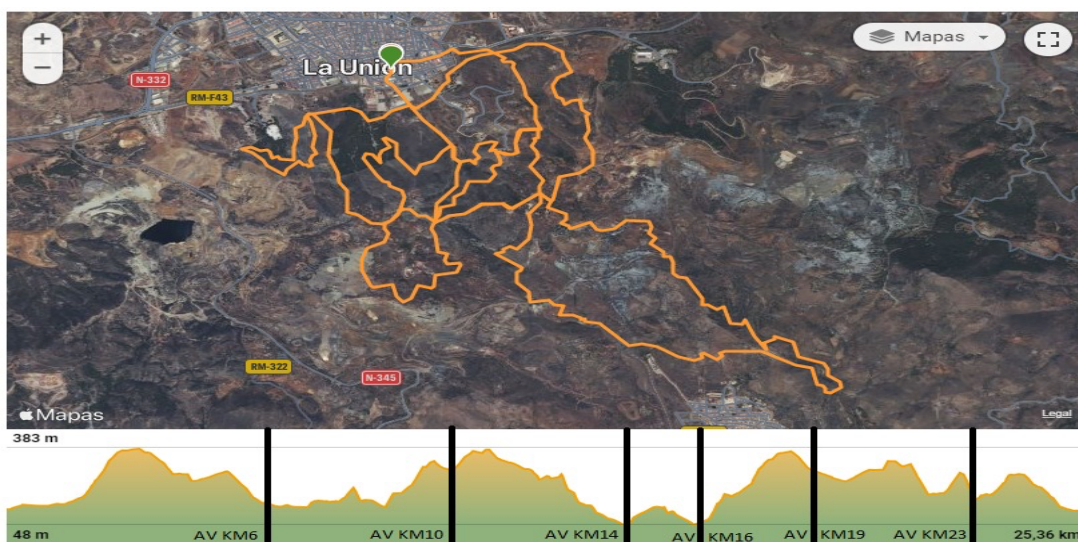 +
−
Mapas
La Unión
N-332
RM-F43
RM-322
N-345
Mapas
Legal
383 m
48 m
AV KM6
AV KM10
AV KM14
AV KM16
AV KM19
AV KM23
25,36 km